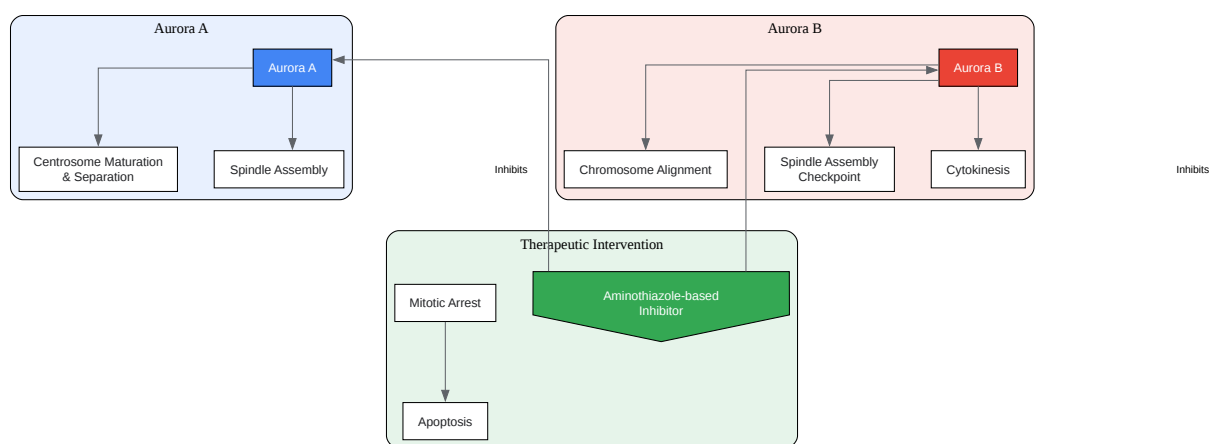 Aurora A
Aurora B
Aurora A
Aurora B
Centrosome Maturation
& Separation
Spindle Assembly
Inhibits
Chromosome Alignment
Spindle Assembly
Checkpoint
Cytokinesis
Inhibits
Therapeutic Intervention
Mitotic Arrest
Aminothiazole-based
Inhibitor
Apoptosis